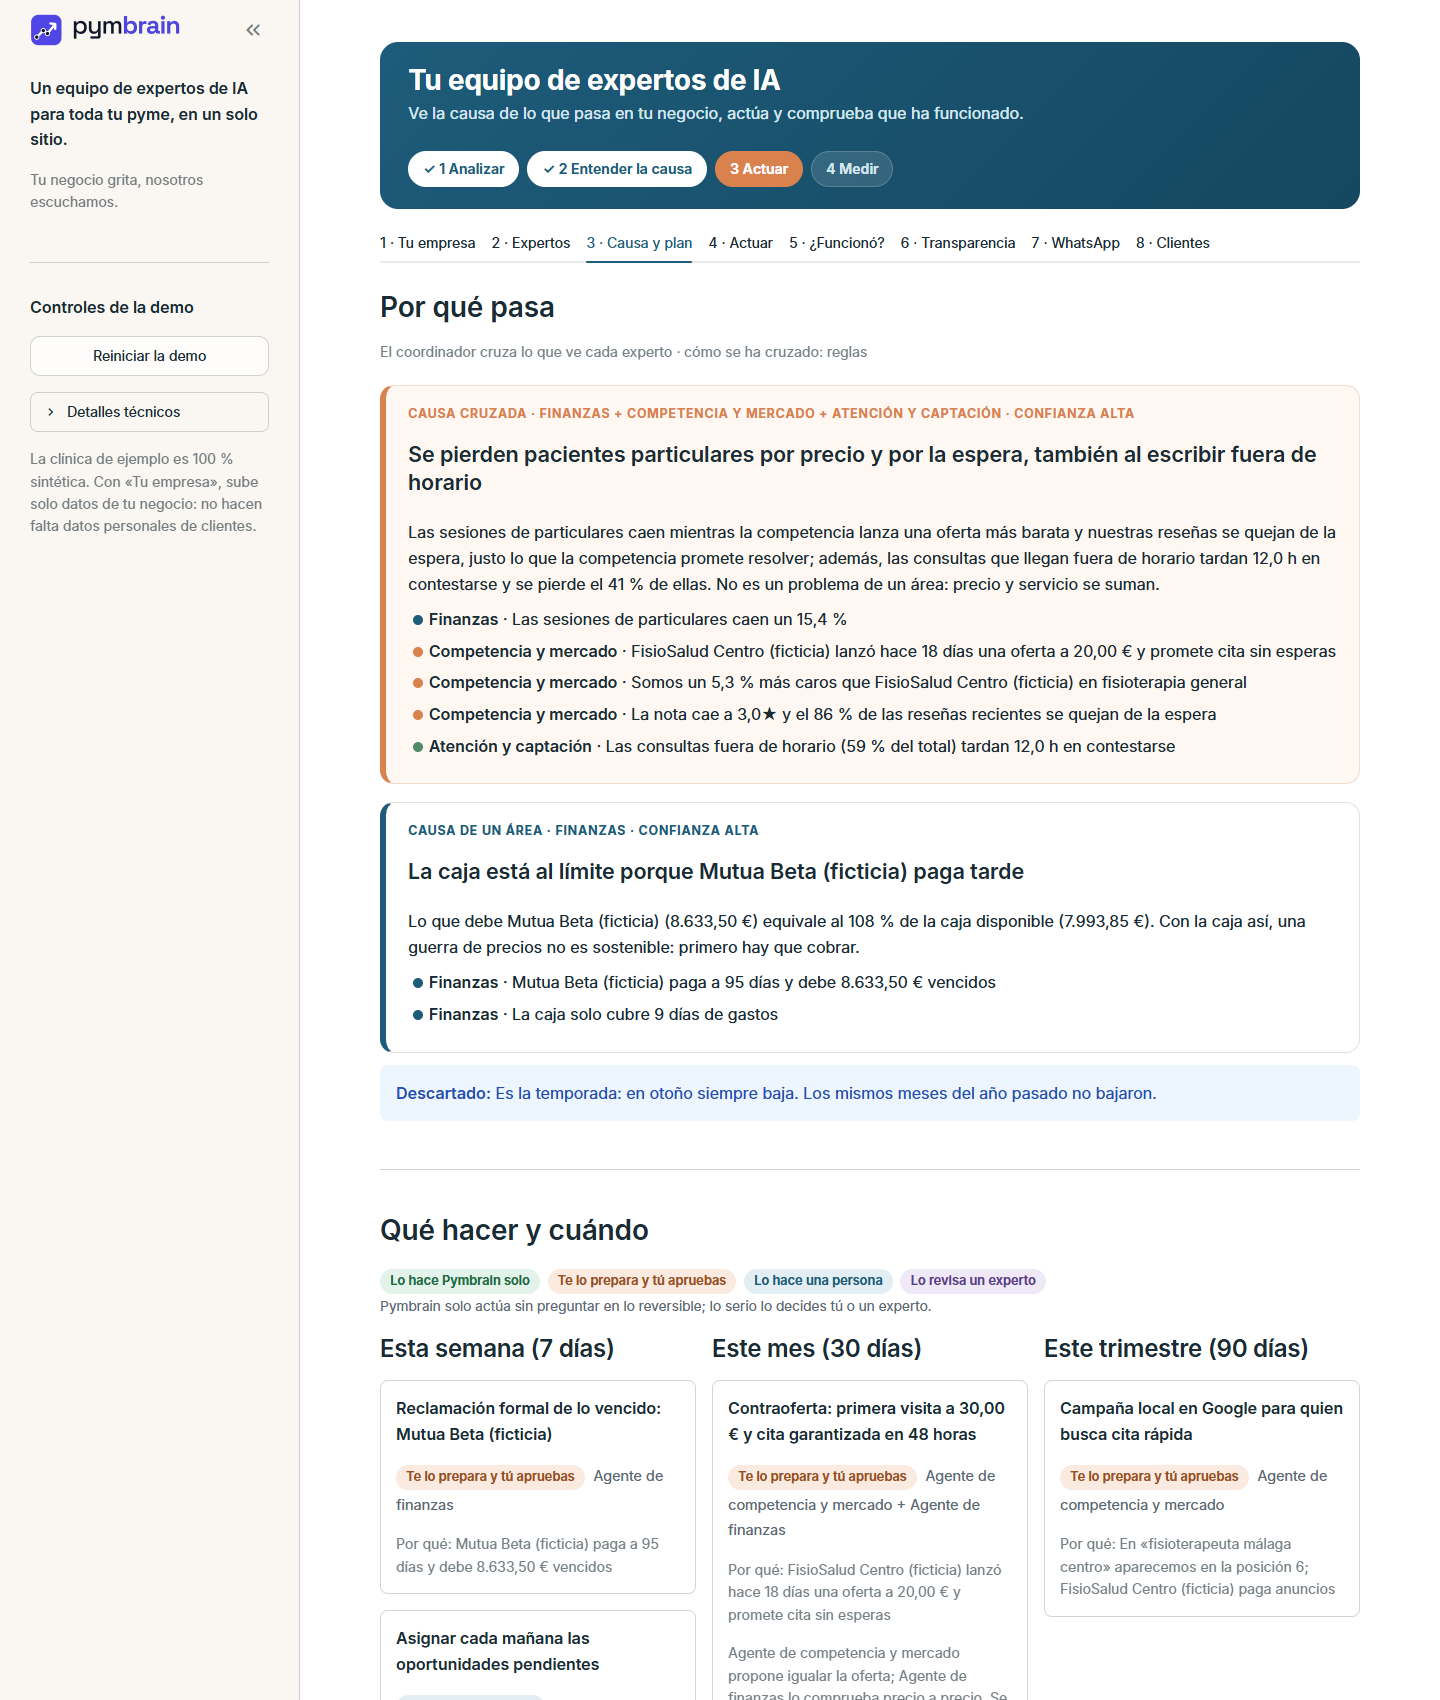 pymbrain
Un equipo de expertos de IA
para toda tu pyme, en un solo
sitio.
Tu negocio grita, nosotros
escuchamos.
Controles de la demo
Reiniciar la demo
Detalles técnicos
La clínica de ejemplo es 100 %
sintética. Con «Tu empresa», sube
solo datos de tu negocio: no hacen
falta datos personales de clientes.
Tu equipo de expertos de IA
Ve la causa de lo que pasa en tu negocio, actúa y comprueba que ha funcionado.
✓ 1 Analizar ✓ 2 Entender la causa 3 Actuar 4 Medir
1 · Tu empresa 2 · Expertos 3 · Causa y plan 4 · Actuar 5 · ¿Funcionó? 6 · Transparencia 7 · WhatsApp 8 · Clientes
Por qué pasa
El coordinador cruza lo que ve cada experto · cómo se ha cruzado: reglas
CAUSA CRUZADA · FINANZAS + COMPETENCIA Y MERCADO + ATENCIÓN Y CAPTACIÓN · CONFIANZA ALTA
Se pierden pacientes particulares por precio y por la espera, también al escribir fuera de
horario
Las sesiones de particulares caen mientras la competencia lanza una oferta más barata y nuestras reseñas se quejan de la
espera, justo lo que la competencia promete resolver; además, las consultas que llegan fuera de horario tardan 12,0 h en
contestarse y se pierde el 41 % de ellas. No es un problema de un área: precio y servicio se suman.
Finanzas · Las sesiones de particulares caen un 15,4 %
Competencia y mercado · FisioSalud Centro (ficticia) lanzó hace 18 días una oferta a 20,00 € y promete cita sin esperas
Competencia y mercado · Somos un 5,3 % más caros que FisioSalud Centro (ficticia) en fisioterapia general
Competencia y mercado · La nota cae a 3,0★ y el 86 % de las reseñas recientes se quejan de la espera
Atención y captación · Las consultas fuera de horario (59 % del total) tardan 12,0 h en contestarse
CAUSA DE UN ÁREA · FINANZAS · CONFIANZA ALTA
La caja está al límite porque Mutua Beta (ficticia) paga tarde
Lo que debe Mutua Beta (ficticia) (8.633,50 €) equivale al 108 % de la caja disponible (7.993,85 €). Con la caja así, una
guerra de precios no es sostenible: primero hay que cobrar.
Finanzas · Mutua Beta (ficticia) paga a 95 días y debe 8.633,50 € vencidos
Finanzas · La caja solo cubre 9 días de gastos
Descartado: Es la temporada: en otoño siempre baja. Los mismos meses del año pasado no bajaron.
Qué hacer y cuándo
Lo hace Pymbrain solo Te lo prepara y tú apruebas Lo hace una persona Lo revisa un experto
Pymbrain solo actúa sin preguntar en lo reversible; lo serio lo decides tú o un experto.
Esta semana (7 días)
Reclamación formal de lo vencido:
Mutua Beta (ficticia)
Te lo prepara y tú apruebas Agente de
finanzas
Por qué: Mutua Beta (ficticia) paga a 95
días y debe 8.633,50 € vencidos
Asignar cada mañana las
oportunidades pendientes
Este mes (30 días)
Contraoferta: primera visita a 30,00
€ y cita garantizada en 48 horas
Te lo prepara y tú apruebas Agente de
competencia y mercado + Agente de
finanzas
Por qué: FisioSalud Centro (ficticia) lanzó
hace 18 días una oferta a 20,00 € y
promete cita sin esperas
Agente de competencia y mercado
propone igualar la oferta; Agente de
finanzas lo comprueba precio a precio. Se
Este trimestre (90 días)
Campaña local en Google para quien
busca cita rápida
Te lo prepara y tú apruebas Agente de
competencia y mercado
Por qué: En «fisioterapeuta málaga
centro» aparecemos en la posición 6;
FisioSalud Centro (ficticia) paga anuncios